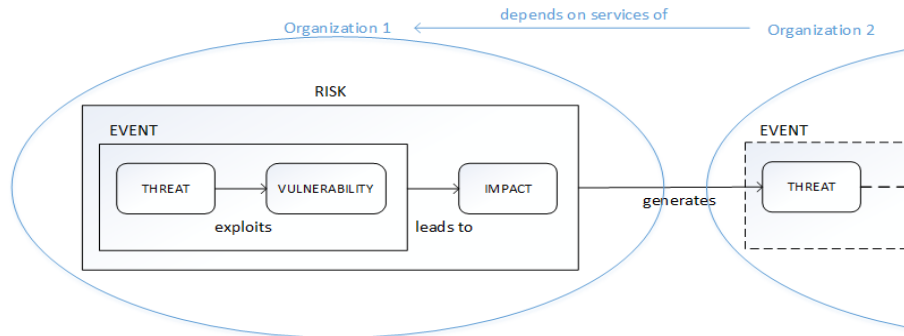 depends on services of
Organization 1
Organization 2
RISK
EVENT
EVENT
THREAT
VULNERABILITY
IMPACT
THREAT
exploits
leads to
generates